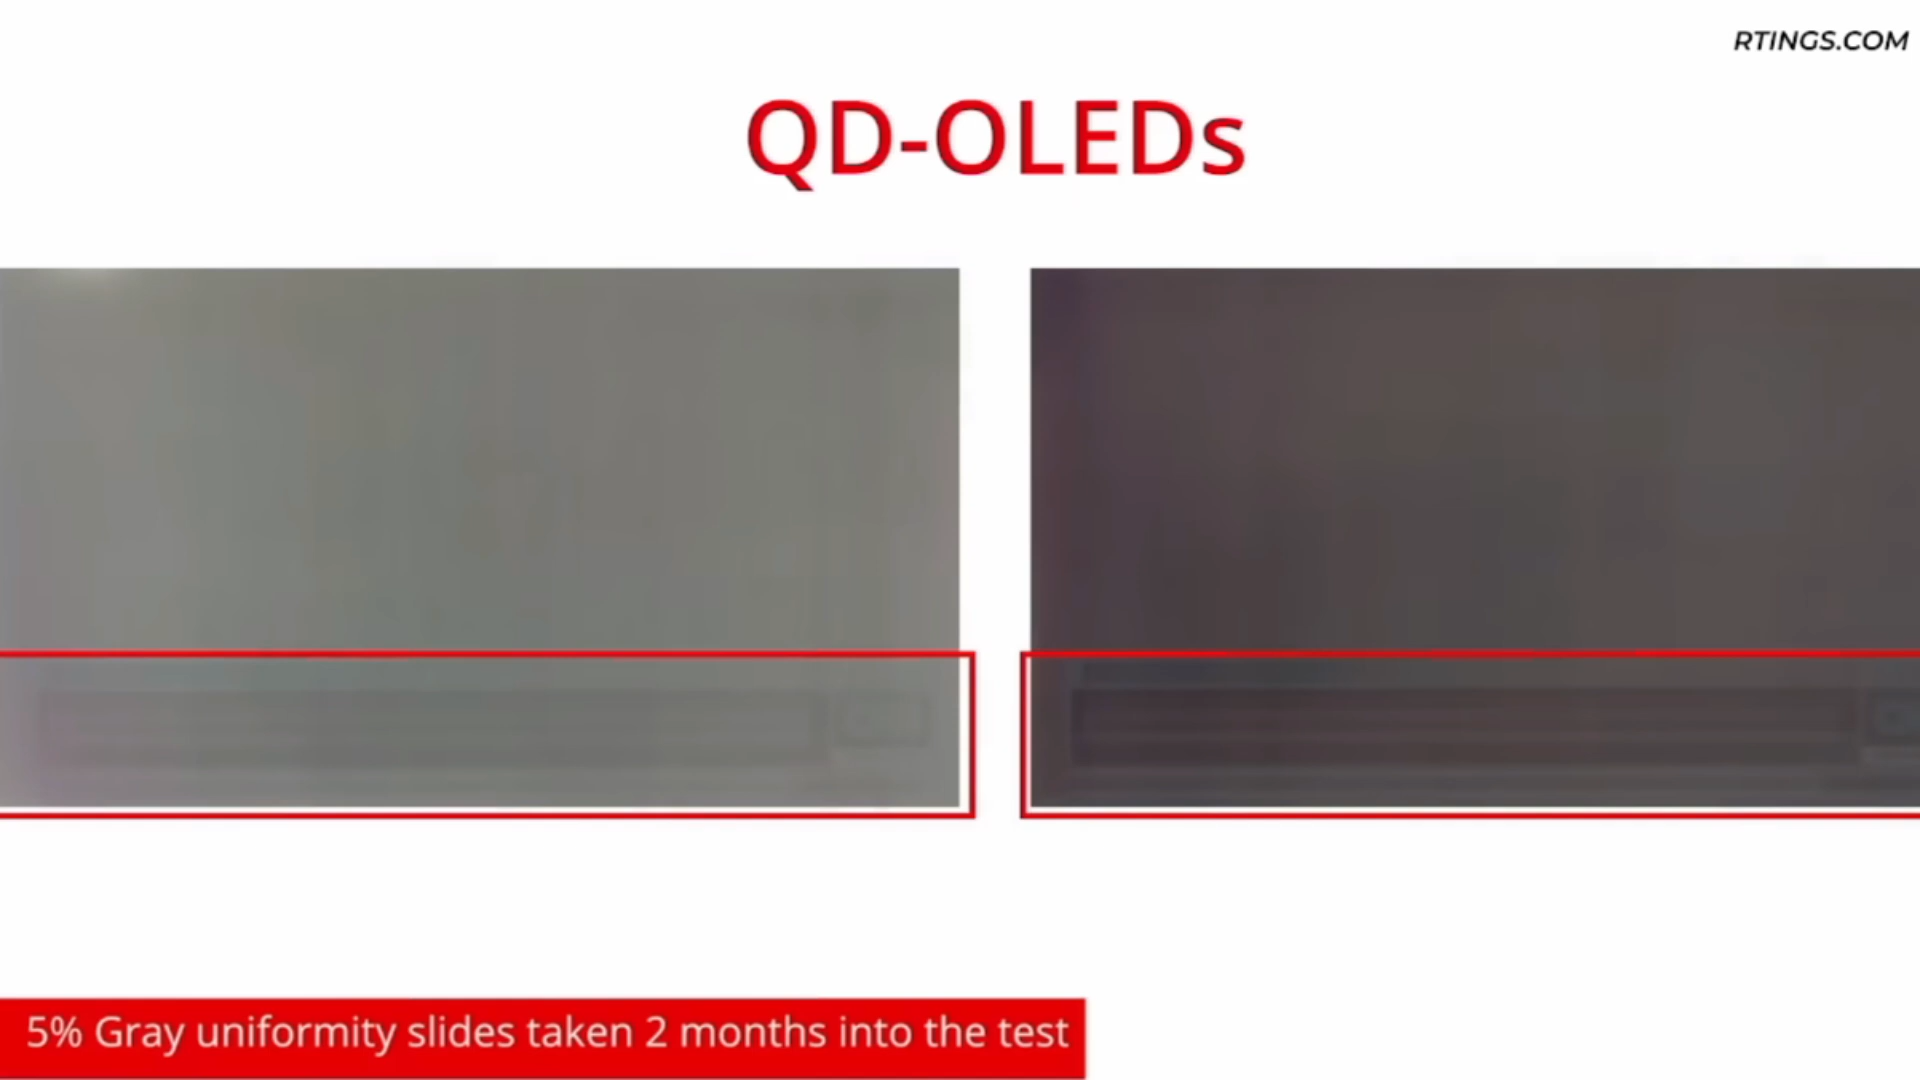 RTINGS.COM
QD-OLEDs
5% Gray uniformity slides taken 2 months into the test